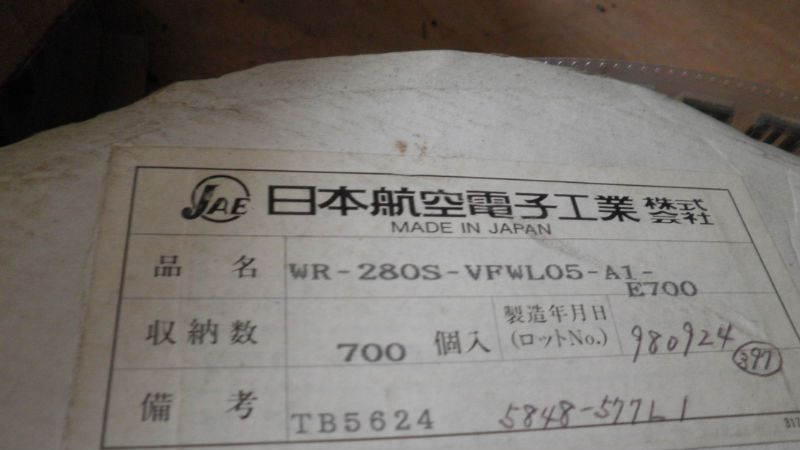 JAE 日本航空電子工業 株式会社
MADE IN JAPAN
品名 WR-280S-VFWL05-A1-
E700
収納数 700 個入 製造年月日
(ロットNo.) 980924
備考 TB5624 5848-577L1
317